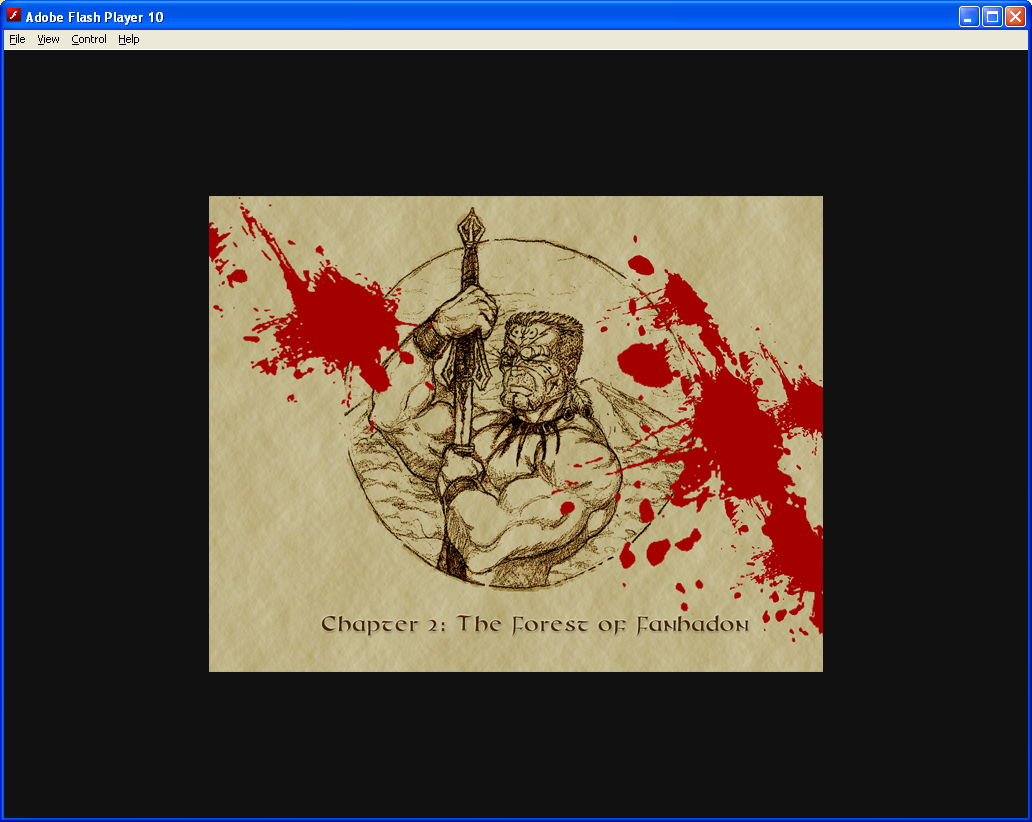 Adobe Flash Player 10
File View Control Help
Chapter 2: The Forest of Fanhadon